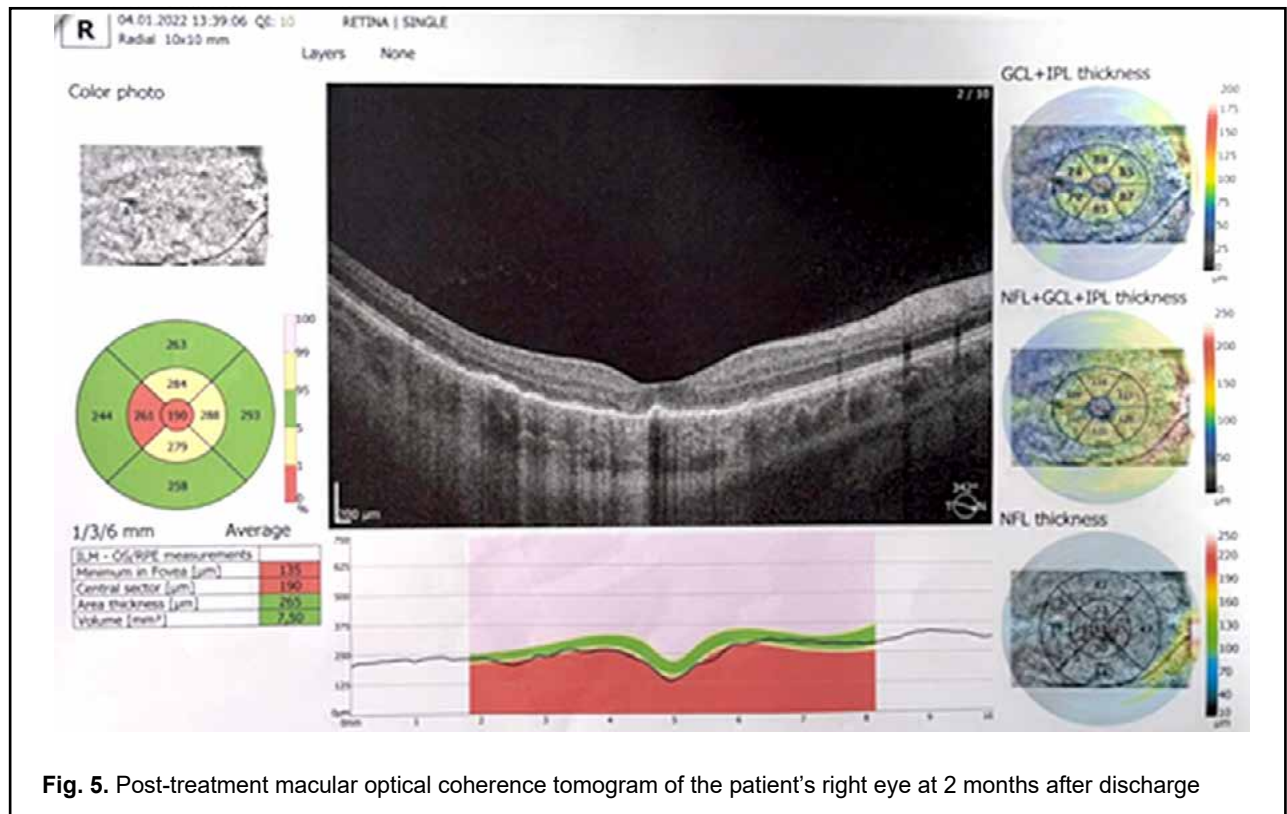 R
04.01.2022 13:39:06 QI: 10
RETINA | SINGLE
Radial 10x10 mm
Layers None
Color photo
2 / 30
GCL+IPL thickness
200
175
150
125
100
75
50
25
0
µm
263
284
244 261 190 288 293
279
258
100
99
95
5
1
0
%
NFL+GCL+IPL thickness
250
200
150
100
50
0
µm
342°
1/3/6 mm Average
ILM - OS/RPE measurements
Minimum in Fovea [µm] 135
Central sector [µm] 190
Area thickness [µm] 265
Volume [mm³] 7,50
NFL thickness
250
220
190
160
130
100
70
40
10
µm
750
625
500
375
250
125
0µm
0mm 1 2 3 4 5 6 7 8 9 10
Fig. 5. Post-treatment macular optical coherence tomogram of the patient's right eye at 2 months after discharge